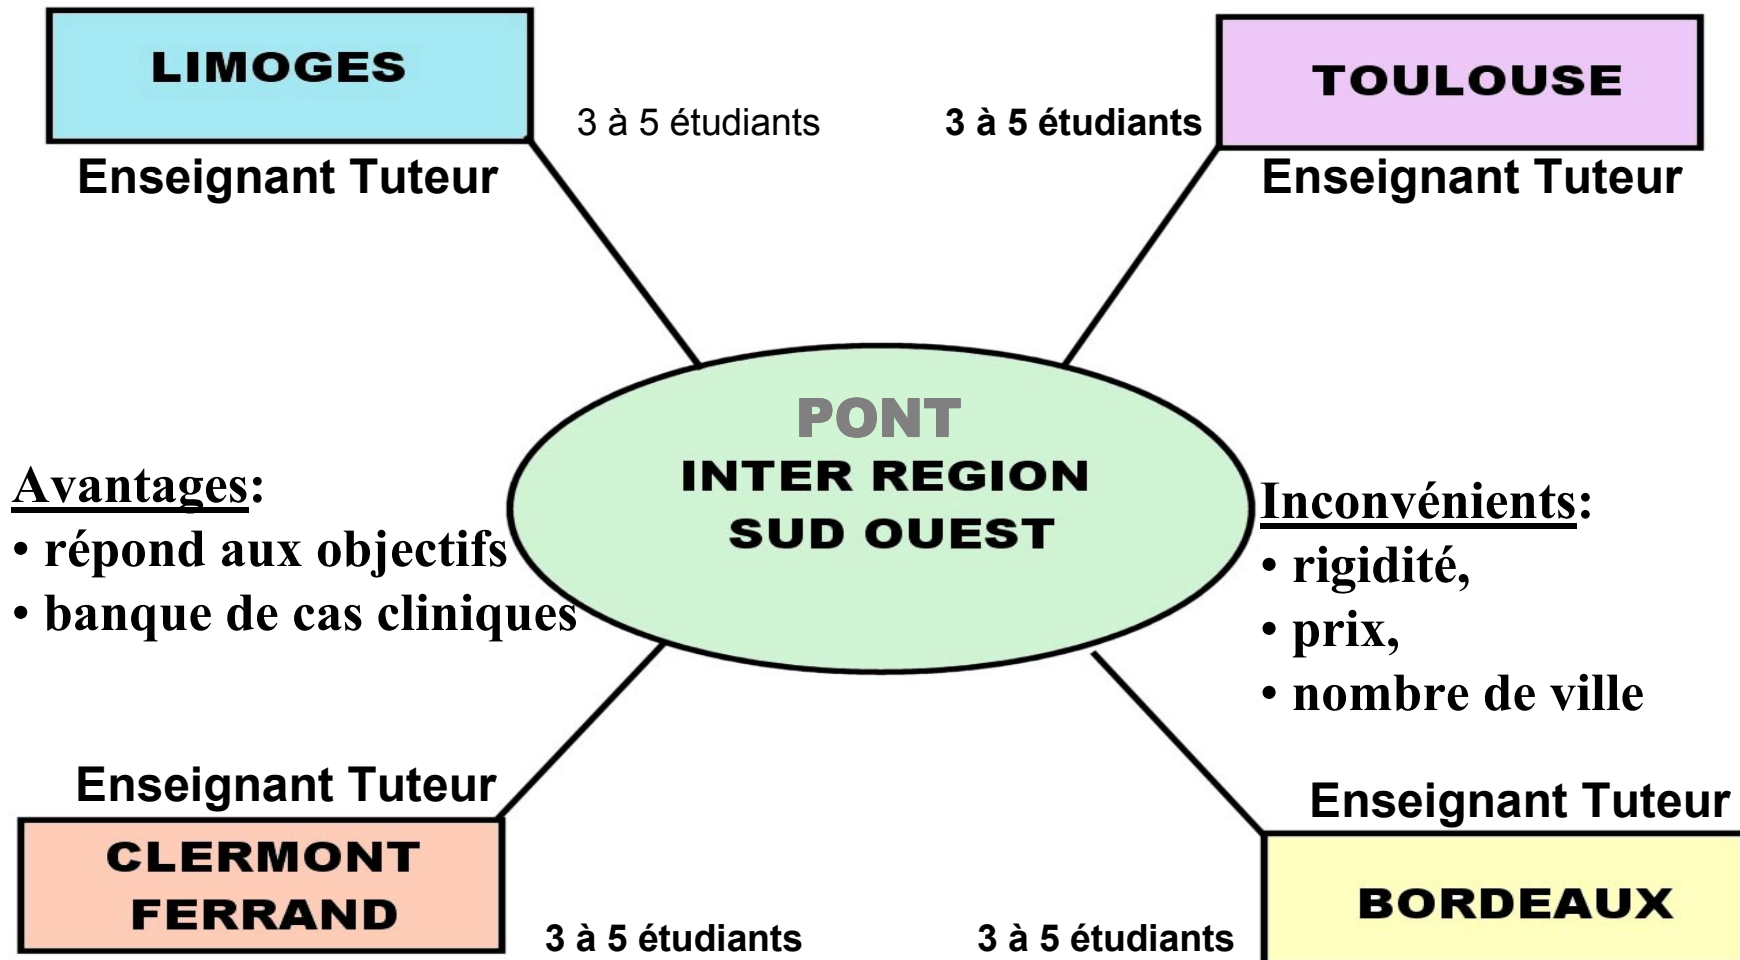 LIMOGES
3 à 5 étudiants
Enseignant Tuteur
TOULOUSE
3 à 5 étudiants
Enseignant Tuteur
PONT
INTER REGION
SUD OUEST
Avantages:
• répond aux objectifs
• banque de cas cliniques
Inconvénients:
• rigidité,
• prix,
• nombre de ville
Enseignant Tuteur
CLERMONT
FERRAND
3 à 5 étudiants
Enseignant Tuteur
BORDEAUX
3 à 5 étudiants